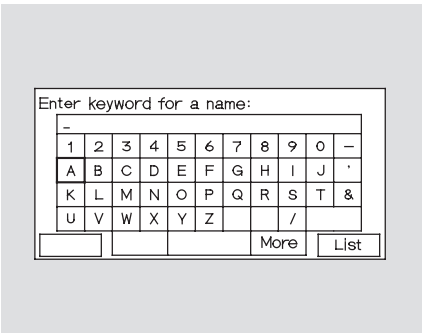 Enter keyword for a name:
_
1 2 3 4 5 6 7 8 9 0 –
A B C D E F G H I J '
K L M N O P Q R S T &
U V W X Y Z /
More List